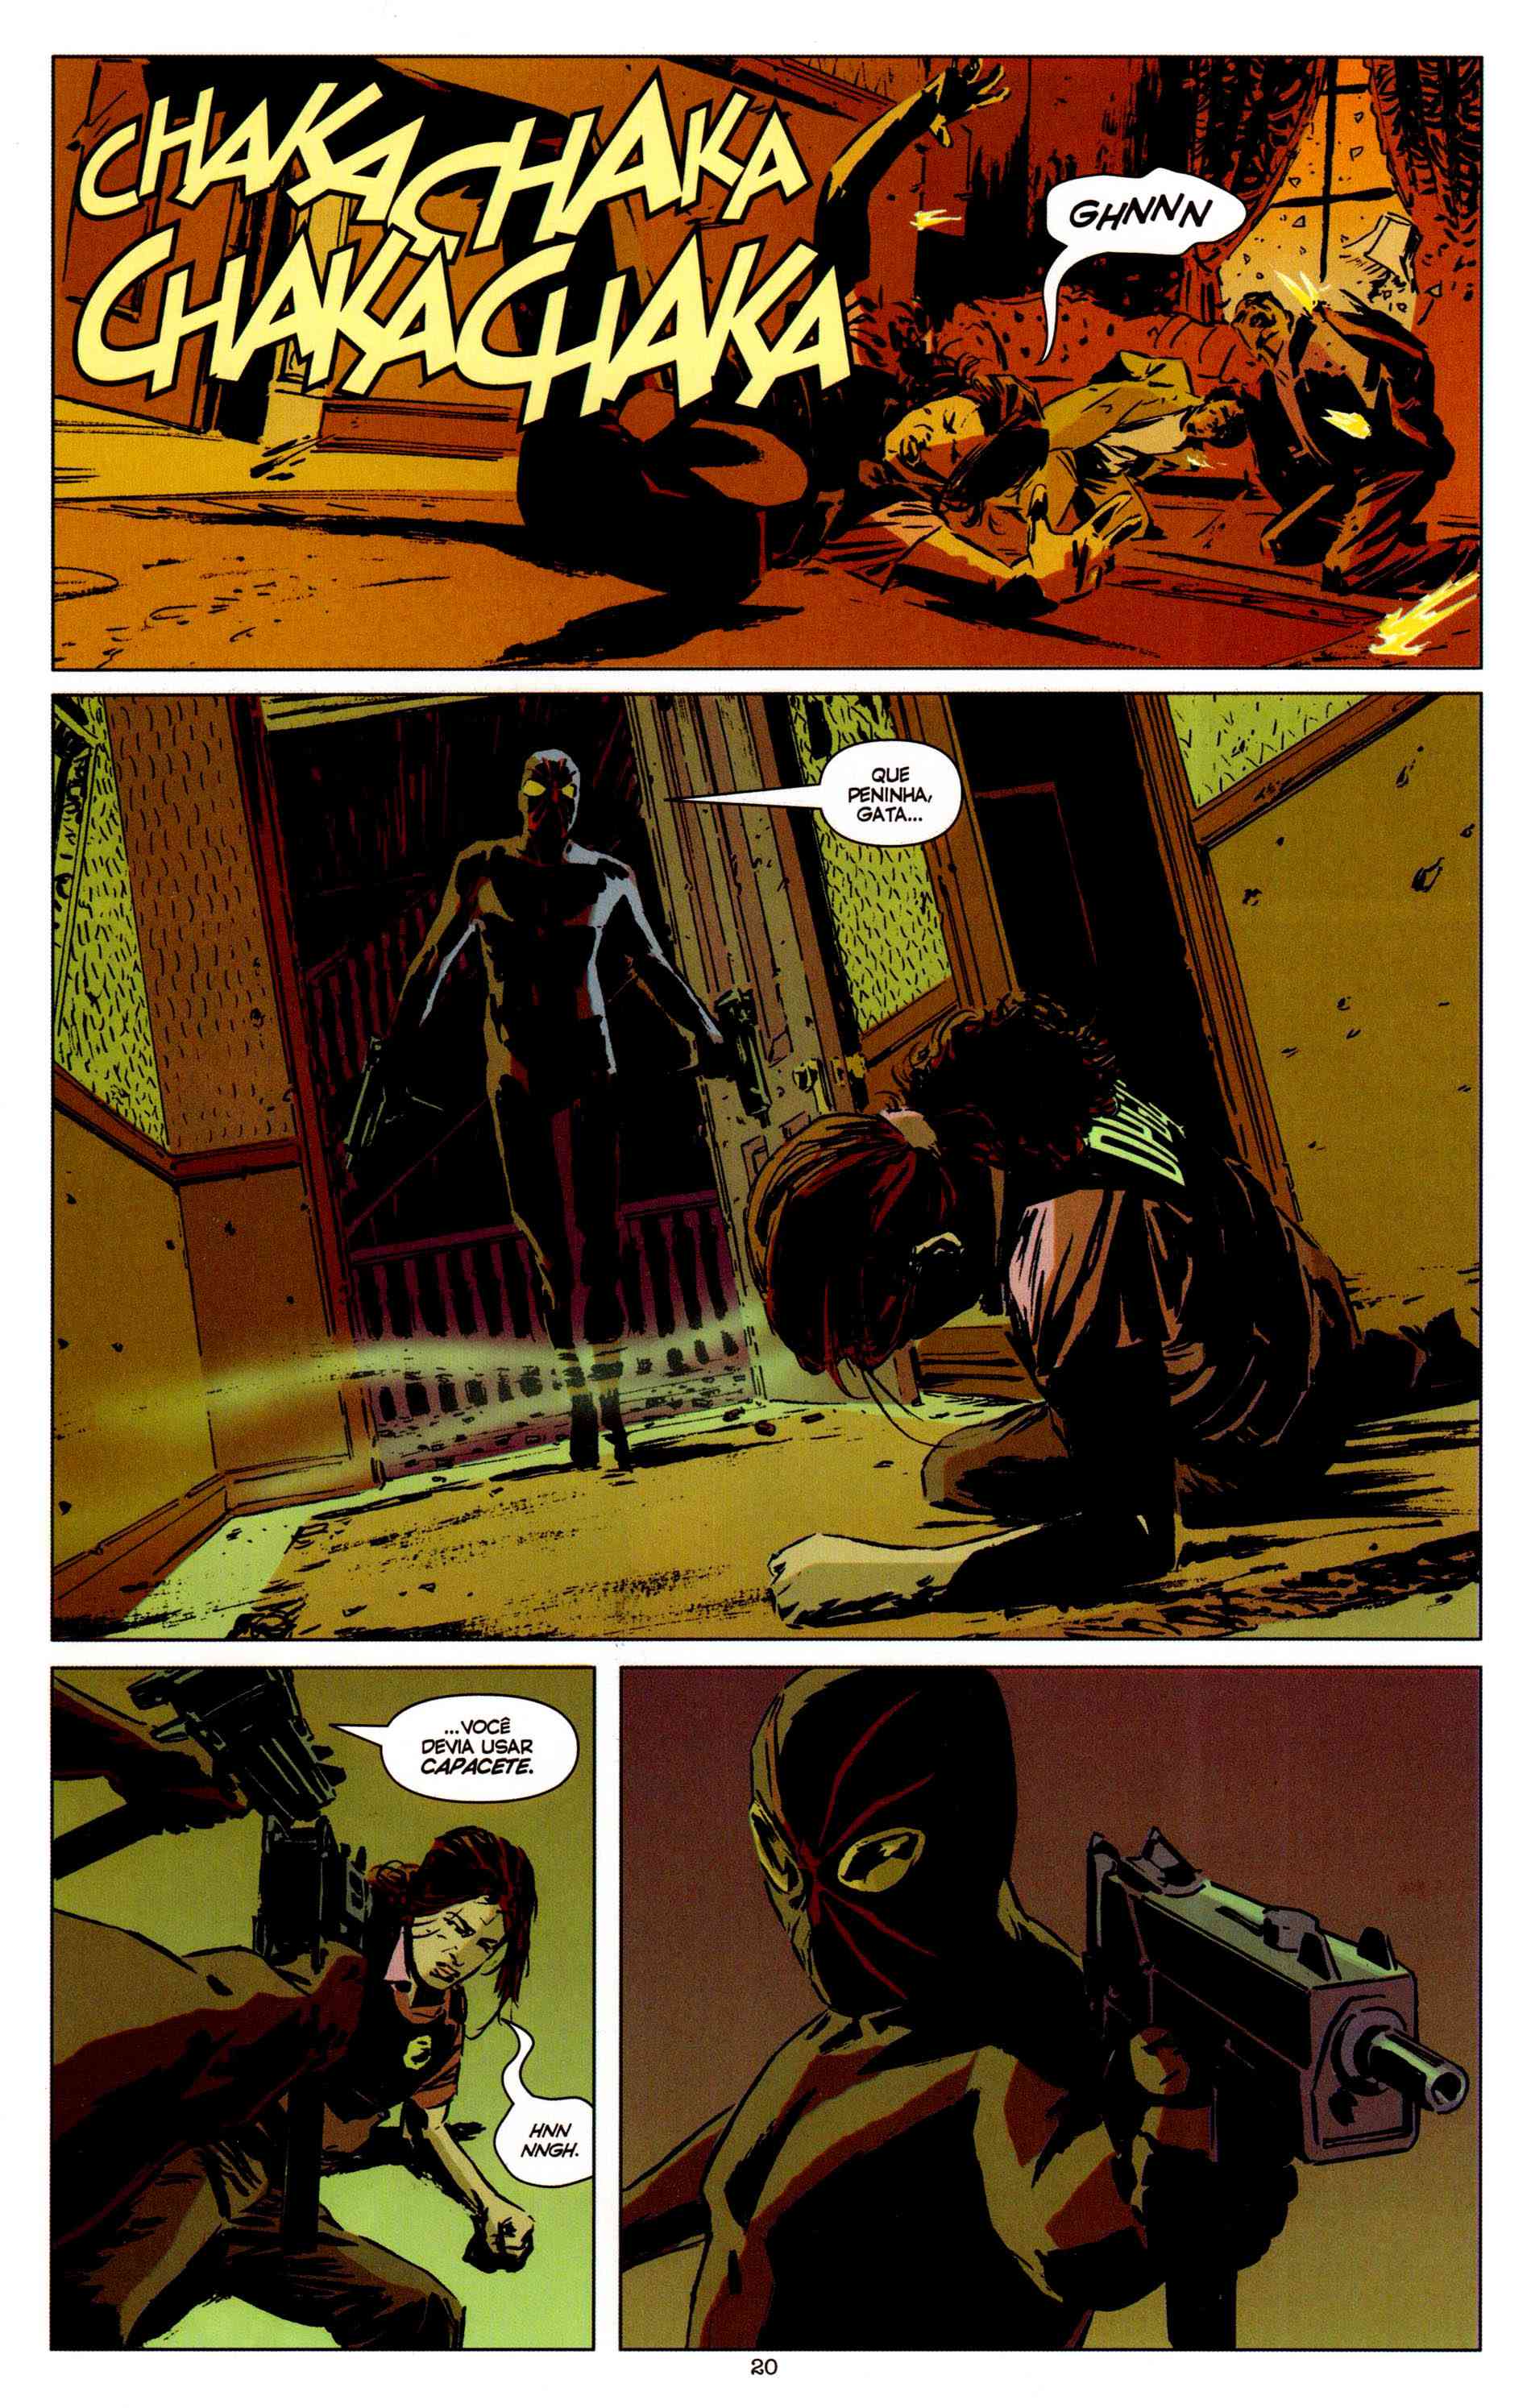 CHAKACHAKA
CHAKACHAKA
GHNNN
QUE
PENINHA,
GATA...
...VOCÊ
DEVIA USAR
CAPACETE.
HNN
NNGH.
20